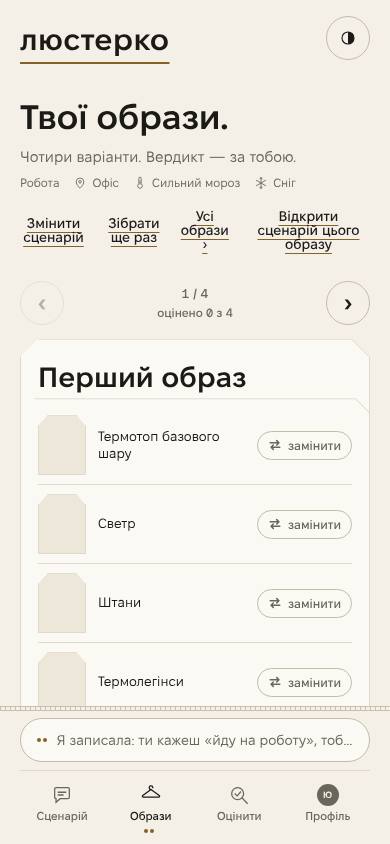 люстерко
Твої образи.
Чотири варіанти. Вердикт — за тобою.
Робота Офіс Сильний мороз Сніг
Змінити
сценарій
Зібрати
ще раз
Усі
образи
›
Відкрити
сценарій цього
образу
‹
1 / 4
оцінено 0 з 4
›
Перший образ
Термотоп базового
шару
замінити
Светр
замінити
Штани
замінити
Термолегінси
замінити
Я записала: ти кажеш «йду на роботу», тоб…
Сценарій
Образи
Оцінити
Ю
Профіль